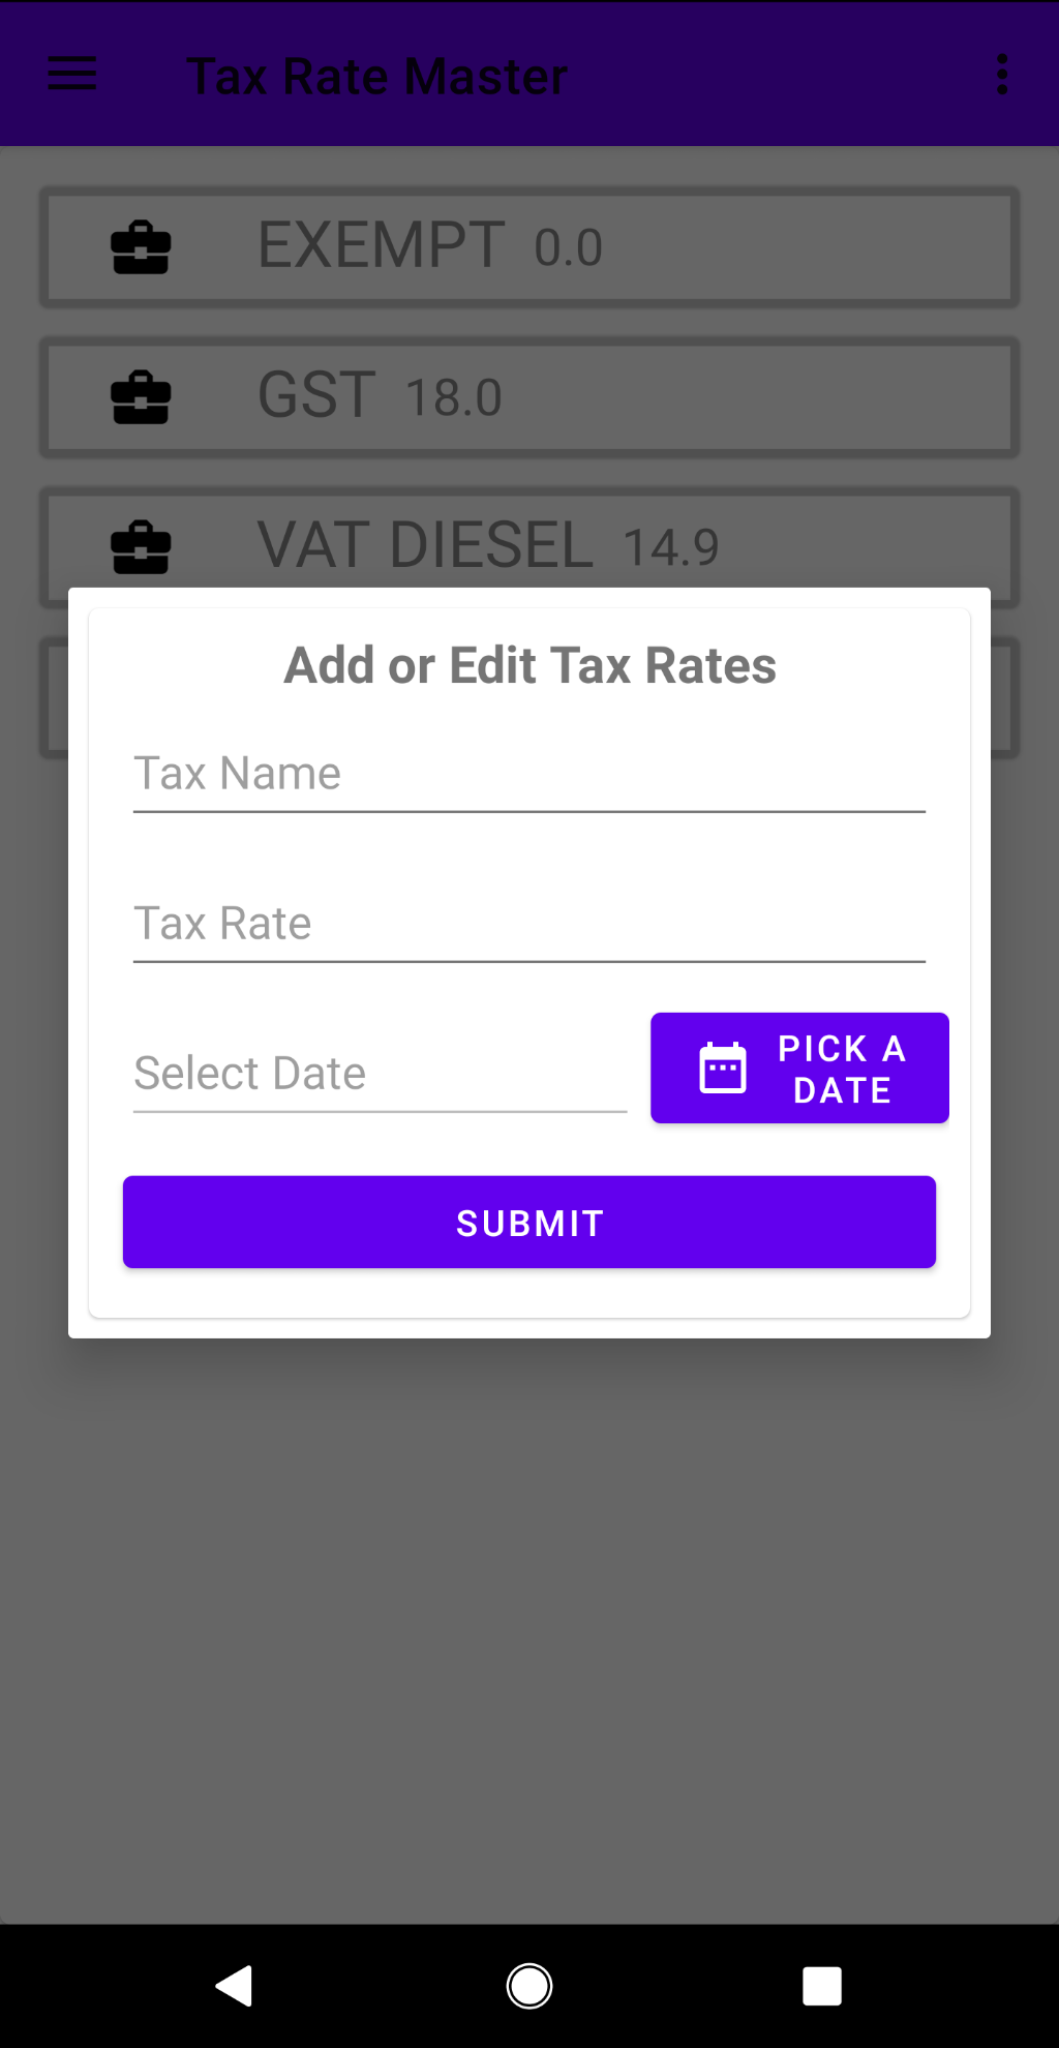 Tax Rate Master
EXEMPT 0.0
GST 18.0
VAT DIESEL 14.9
Add or Edit Tax Rates
Tax Name
Tax Rate
Select Date
PICK A
DATE
SUBMIT